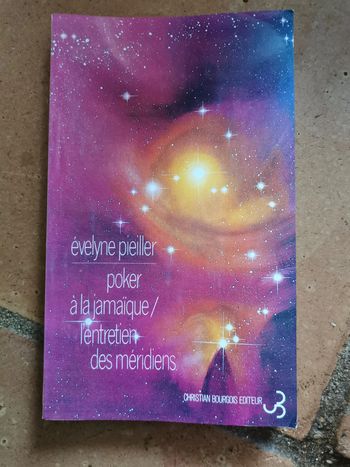 évelyne pieiller
poker
à la jamaïque/
l'entretien
des méridiens
CHRISTIAN BOURGOIS EDITEUR